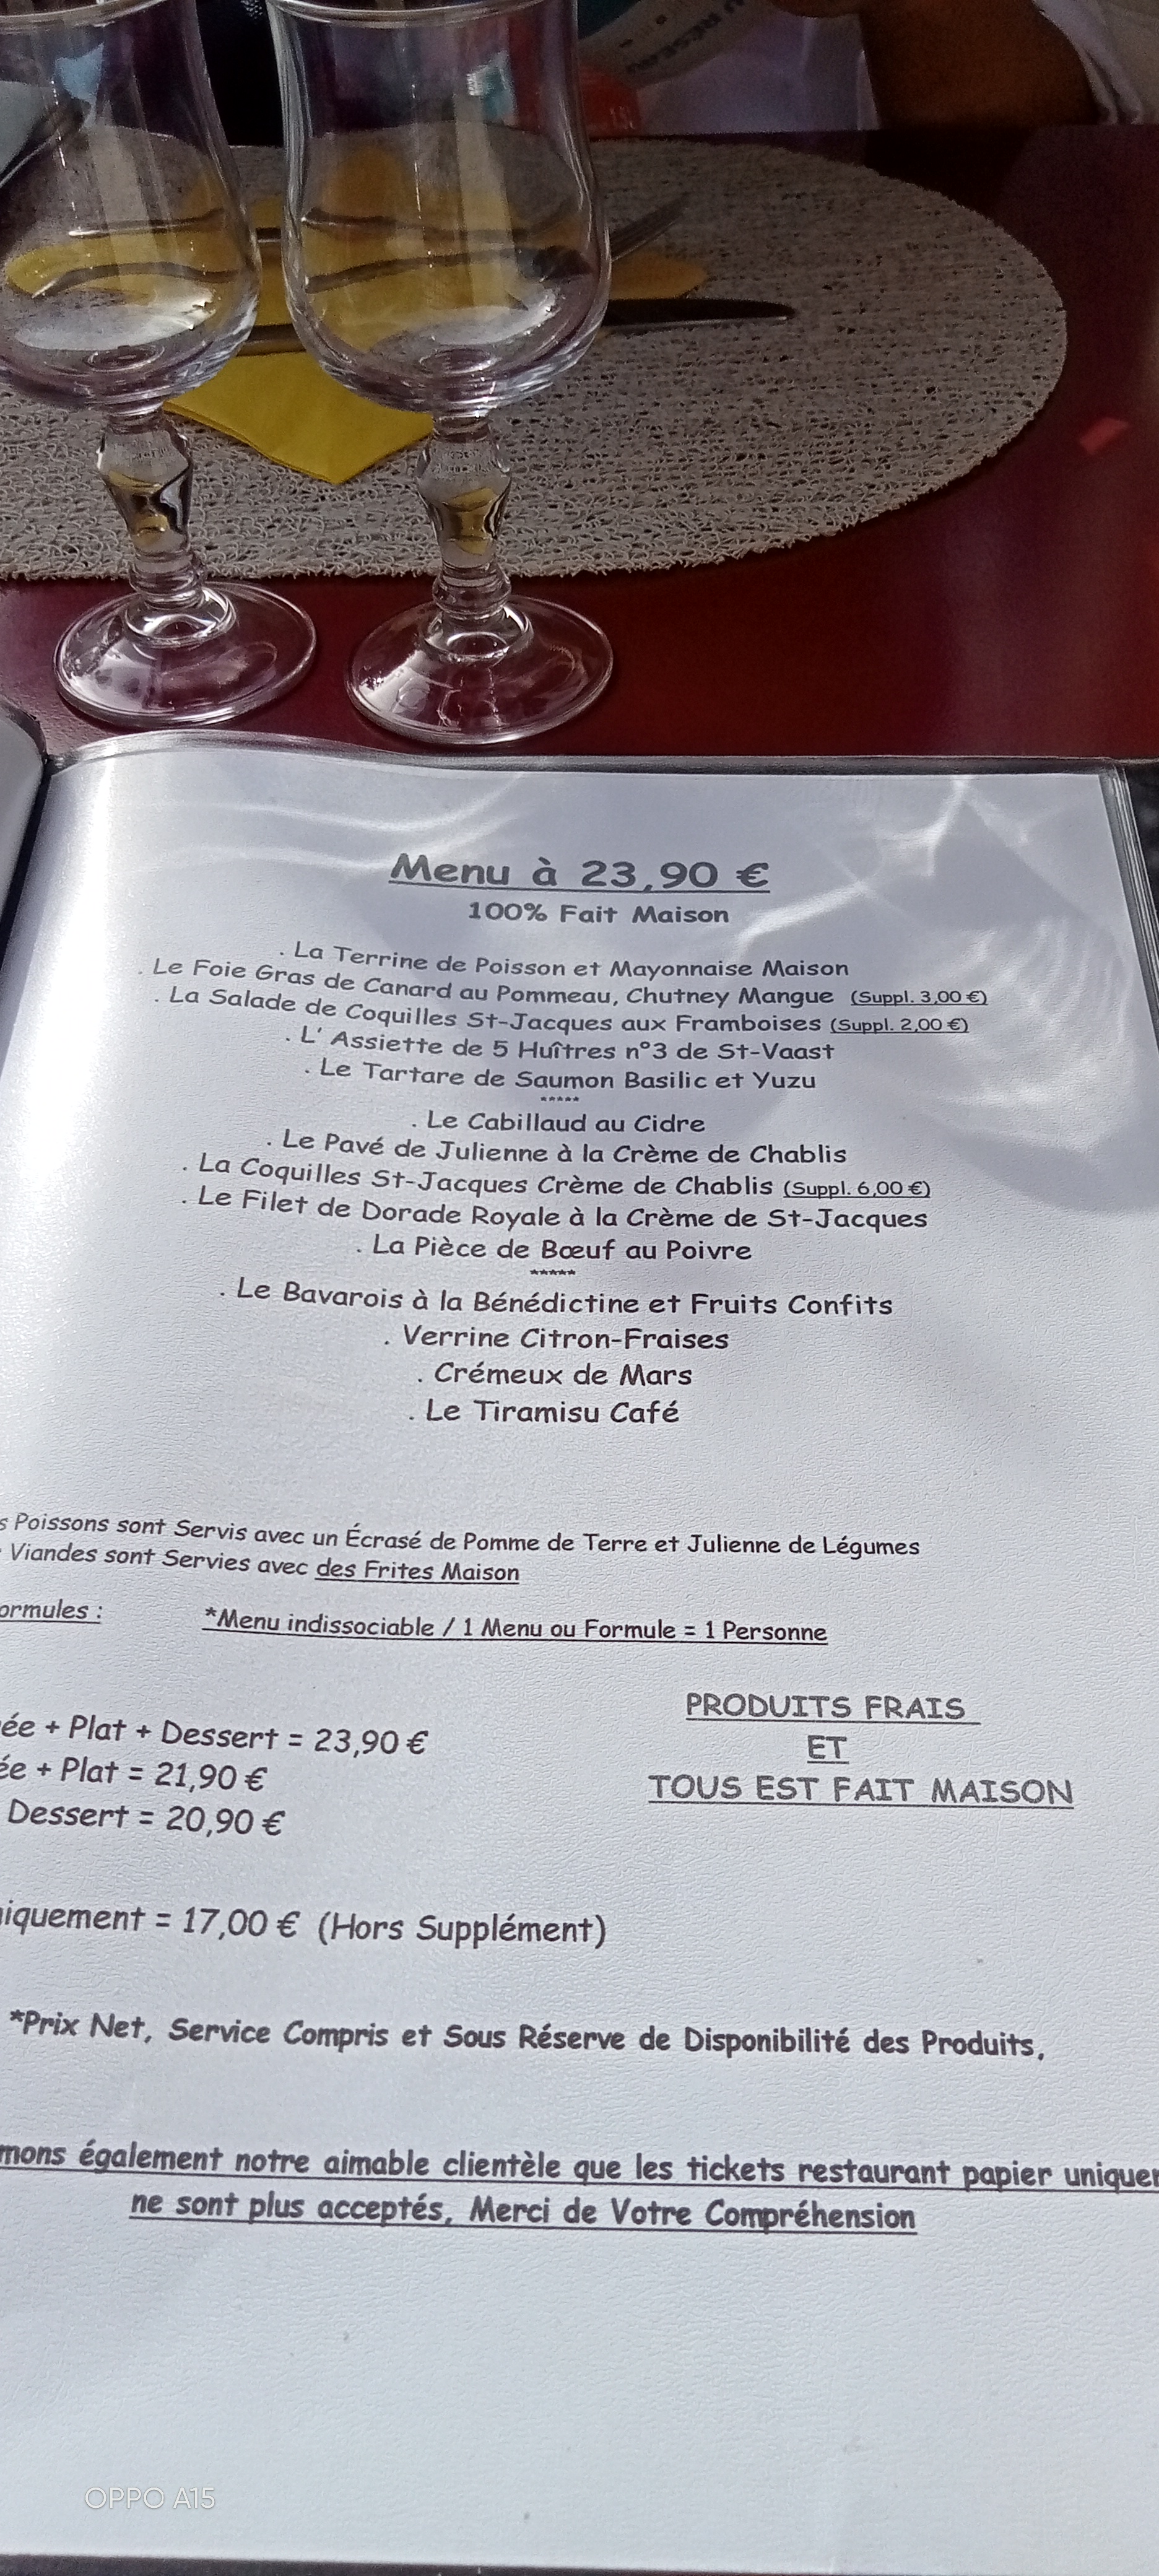 Menu à 23,90 €
100% Fait Maison
. La Terrine de Poisson et Mayonnaise Maison
. Le Foie Gras de Canard au Pommeau, Chutney Mangue (Suppl. 3,00 €)
. La Salade de Coquilles St-Jacques aux Framboises (Suppl. 2,00 €)
. L' Assiette de 5 Huîtres n°3 de St-Vaast
. Le Tartare de Saumon Basilic et Yuzu
*****
. Le Cabillaud au Cidre
. Le Pavé de Julienne à la Crème de Chablis
. La Coquilles St-Jacques Crème de Chablis (Suppl. 6,00 €)
. Le Filet de Dorade Royale à la Crème de St-Jacques
. La Pièce de Bœuf au Poivre
*****
. Le Bavarois à la Bénédictine et Fruits Confits
. Verrine Citron-Fraises
. Crémeux de Mars
. Le Tiramisu Café
s Poissons sont Servis avec un Écrasé de Pomme de Terre et Julienne de Légumes
Viandes sont Servies avec des Frites Maison
ormules : *Menu indissociable / 1 Menu ou Formule = 1 Personne
PRODUITS FRAIS
ET
TOUS EST FAIT MAISON
ée + Plat + Dessert = 23,90 €
ée + Plat = 21,90 €
Dessert = 20,90 €
iquement = 17,00 € (Hors Supplément)
*Prix Net, Service Compris et Sous Réserve de Disponibilité des Produits.
mons également notre aimable clientèle que les tickets restaurant papier unique
ne sont plus acceptés, Merci de Votre Compréhension
OPPO A15